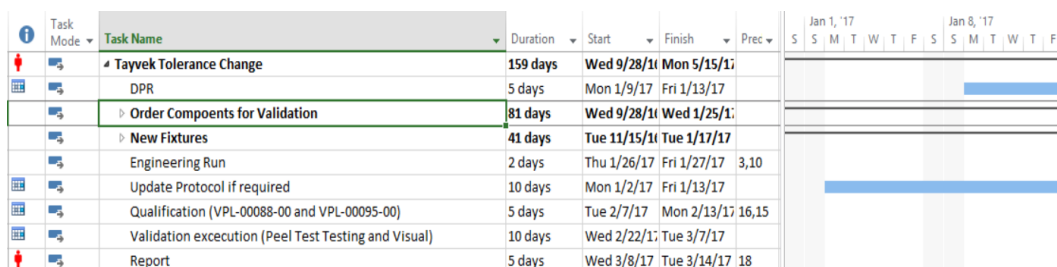 Task Mode Task Name Duration Start Finish Prec Jan 1, '17 Jan 8, '17
S S M T W T F S S M T W T F
Tayvek Tolerance Change 159 days Wed 9/28/16 Mon 5/15/17
DPR 5 days Mon 1/9/17 Fri 1/13/17
Order Compoents for Validation 81 days Wed 9/28/16 Wed 1/25/17
New Fixtures 41 days Tue 11/15/16 Tue 1/17/17
Engineering Run 2 days Thu 1/26/17 Fri 1/27/17 3,10
Update Protocol if required 10 days Mon 1/2/17 Fri 1/13/17
Qualification (VPL-00088-00 and VPL-00095-00) 5 days Tue 2/7/17 Mon 2/13/17 16,15
Validation excecution (Peel Test Testing and Visual) 10 days Wed 2/22/17 Tue 3/7/17
Report 5 days Wed 3/8/17 Tue 3/14/17 18